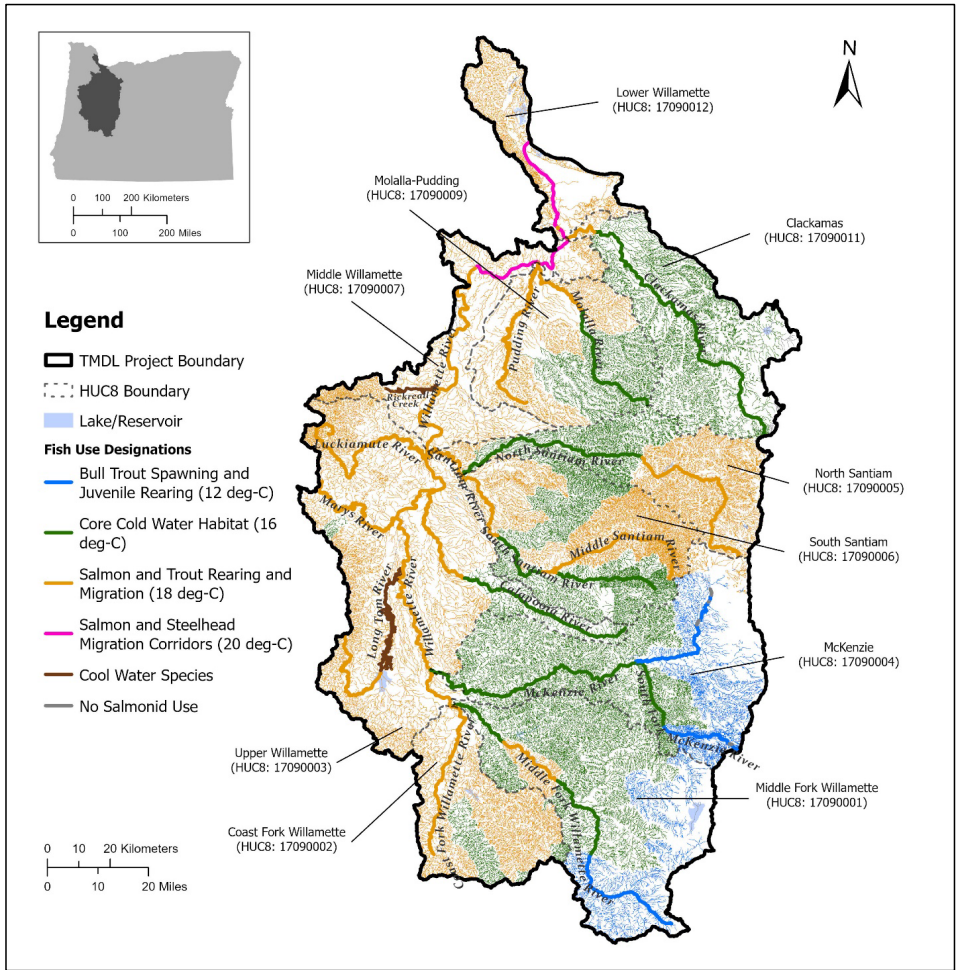 N
0 100 200 Kilometers
0 100 200 Miles
Lower Willamette
(HUC8: 17090012)
Molalla-Pudding
(HUC8: 17090009)
Clackamas
(HUC8: 17090011)
Middle Willamette
(HUC8: 17090007)
Legend
TMDL Project Boundary
HUC8 Boundary
Lake/Reservoir
Fish Use Designations
Bull Trout Spawning and
Juvenile Rearing (12 deg-C)
Core Cold Water Habitat (16
deg-C)
Salmon and Trout Rearing and
Migration (18 deg-C)
Salmon and Steelhead
Migration Corridors (20 deg-C)
Cool Water Species
No Salmonid Use
Clackamas River
Molalla River
Pudding River
Willamette River
Rickreall
Creek
Luckiamute River
North Santiam River
Santiam River
North Santiam
(HUC8: 17090005)
Marys River
South Santiam River
Middle Santiam River
South Santiam
(HUC8: 17090006)
Calapooia River
Long Tom River
Willamette River
McKenzie
(HUC8: 17090004)
McKenzie River
South Fork McKenzie River
Upper Willamette
(HUC8: 17090003)
Middle Fork Willamette
(HUC8: 17090001)
Middle Fork Willamette River
Coast Fork Willamette
(HUC8: 17090002)
Coast Fork Willamette River
0 10 20 Kilometers
0 10 20 Miles